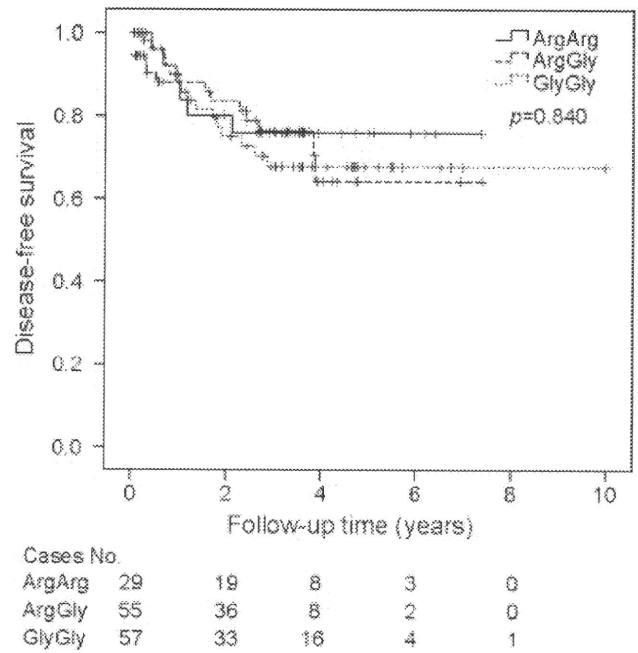 1.0
0.8
0.6
0.4
0.2
0.0
Disease-free survival
ArgArg
ArgGly
GlyGly
p=0.840
0 2 4 6 8 10
Follow-up time (years)
Cases No.
ArgArg 29 19 8 3 0
ArgGly 55 36 8 2 0
GlyGly 57 33 16 4 1